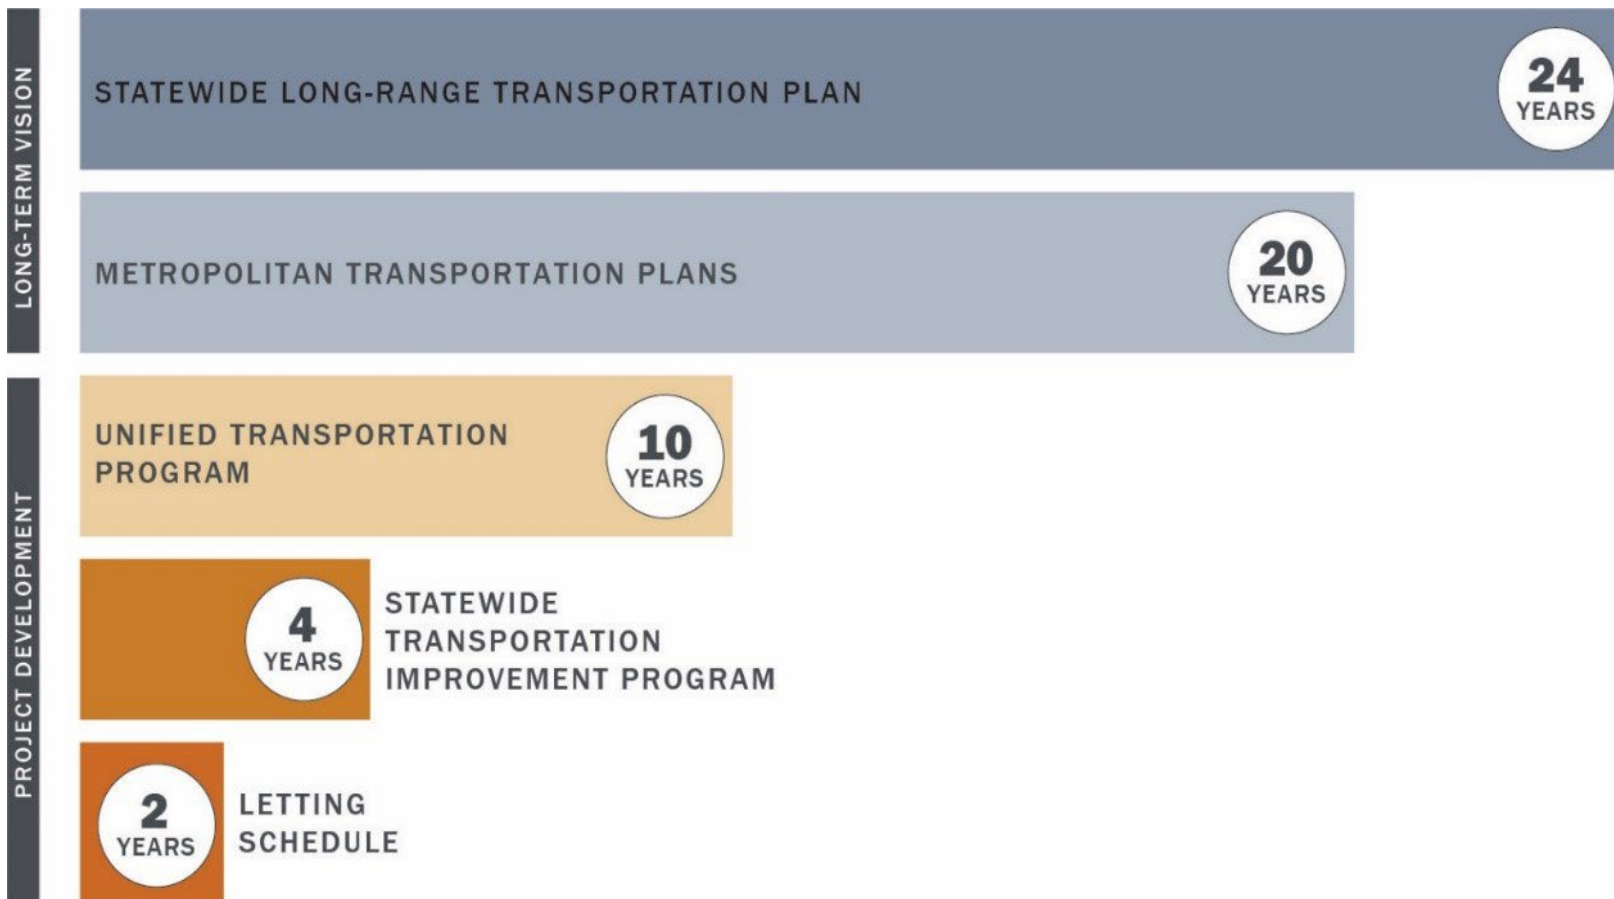 LONG-TERM VISION
STATEWIDE LONG-RANGE TRANSPORTATION PLAN
24
YEARS
METROPOLITAN TRANSPORTATION PLANS
20
YEARS
PROJECT DEVELOPMENT
UNIFIED TRANSPORTATION
PROGRAM
10
YEARS
4
YEARS
STATEWIDE
TRANSPORTATION
IMPROVEMENT PROGRAM
2
YEARS
LETTING
SCHEDULE